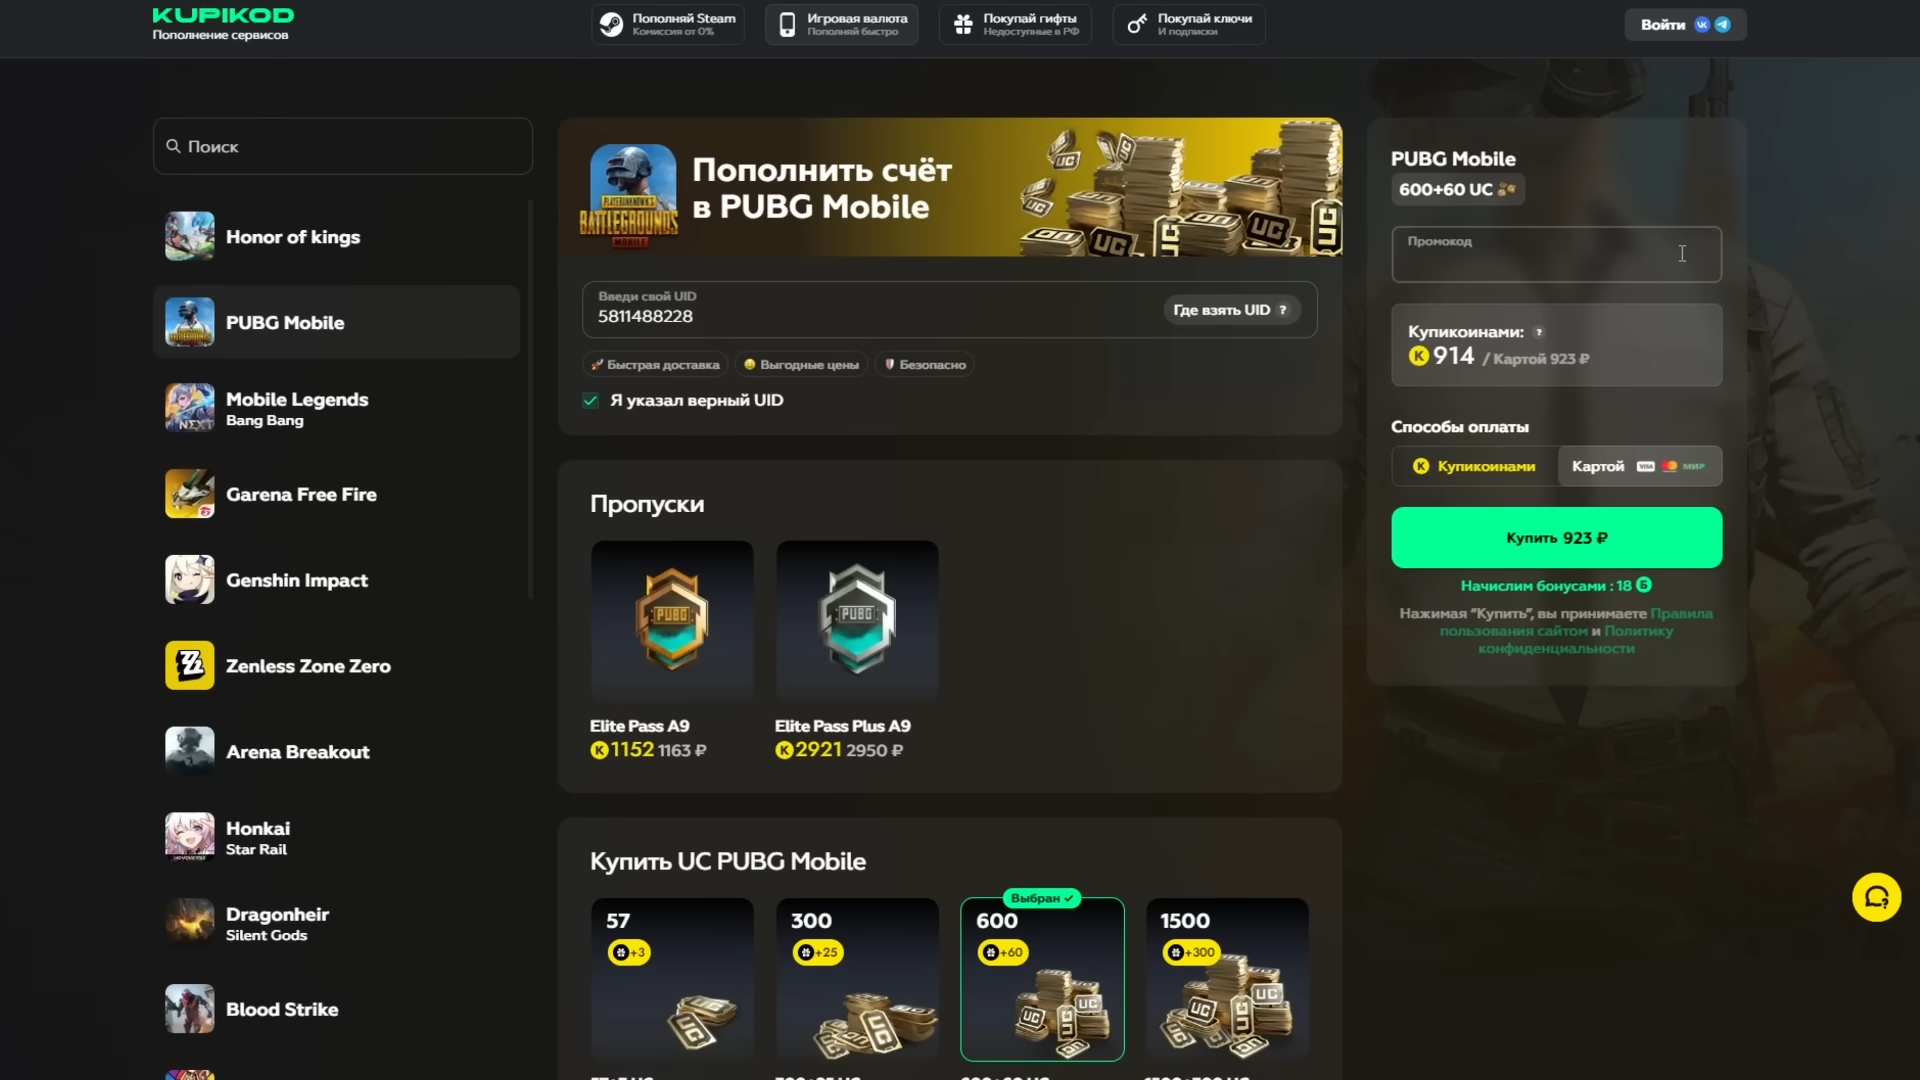 KUPIKOD
Пополнение сервисов
Пополняй Steam
Комиссия от 0%
Игровая валюта
Пополняй быстро
Покупай гифты
Недоступные в РФ
Покупай ключи
И подписки
Войти
Поиск
Honor of kings
PUBG Mobile
Mobile Legends
Bang Bang
Garena Free Fire
Genshin Impact
Zenless Zone Zero
Arena Breakout
Honkai
Star Rail
Dragonheir
Silent Gods
Blood Strike
Пополнить счёт
в PUBG Mobile
Введи свой UID
5811488228
Где взять UID ?
Быстрая доставка
Выгодные цены
Безопасно
Я указал верный UID
Пропуски
Elite Pass A9
K 1152 1163 ₽
Elite Pass Plus A9
K 2921 2950 ₽
Купить UC PUBG Mobile
57
+3
300
+25
Выбран
600
+60
1500
+300
PUBG Mobile
600+60 UC
Промокод
Купикоинами: ?
K 914 / Картой 923 ₽
Способы оплаты
K Купикоинами
Картой VISA МИР
Купить 923 ₽
Начислим бонусами : 18 Б
Нажимая “Купить”, вы принимаете Правила
пользования сайтом и Политику
конфиденциальности